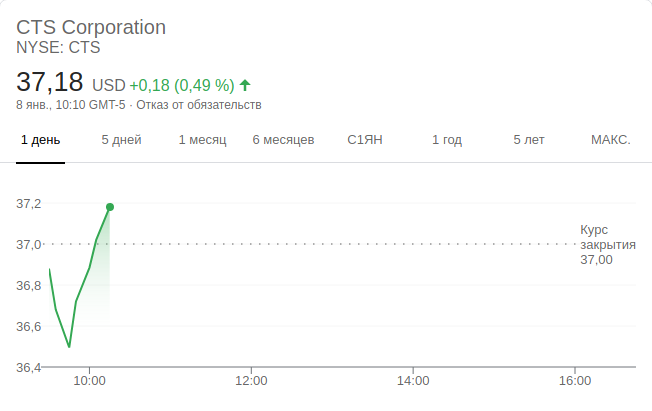 CTS Corporation
NYSE: CTS
37,18 USD +0,18 (0,49 %)
8 янв., 10:10 GMT-5 · Отказ от обязательств
1 день 5 дней 1 месяц 6 месяцев С1ЯН 1 год 5 лет МАКС.
37,2
Курс
37,0 закрытия
37,00
36,8
36,6
36,4
10:00 12:00 14:00 16:00